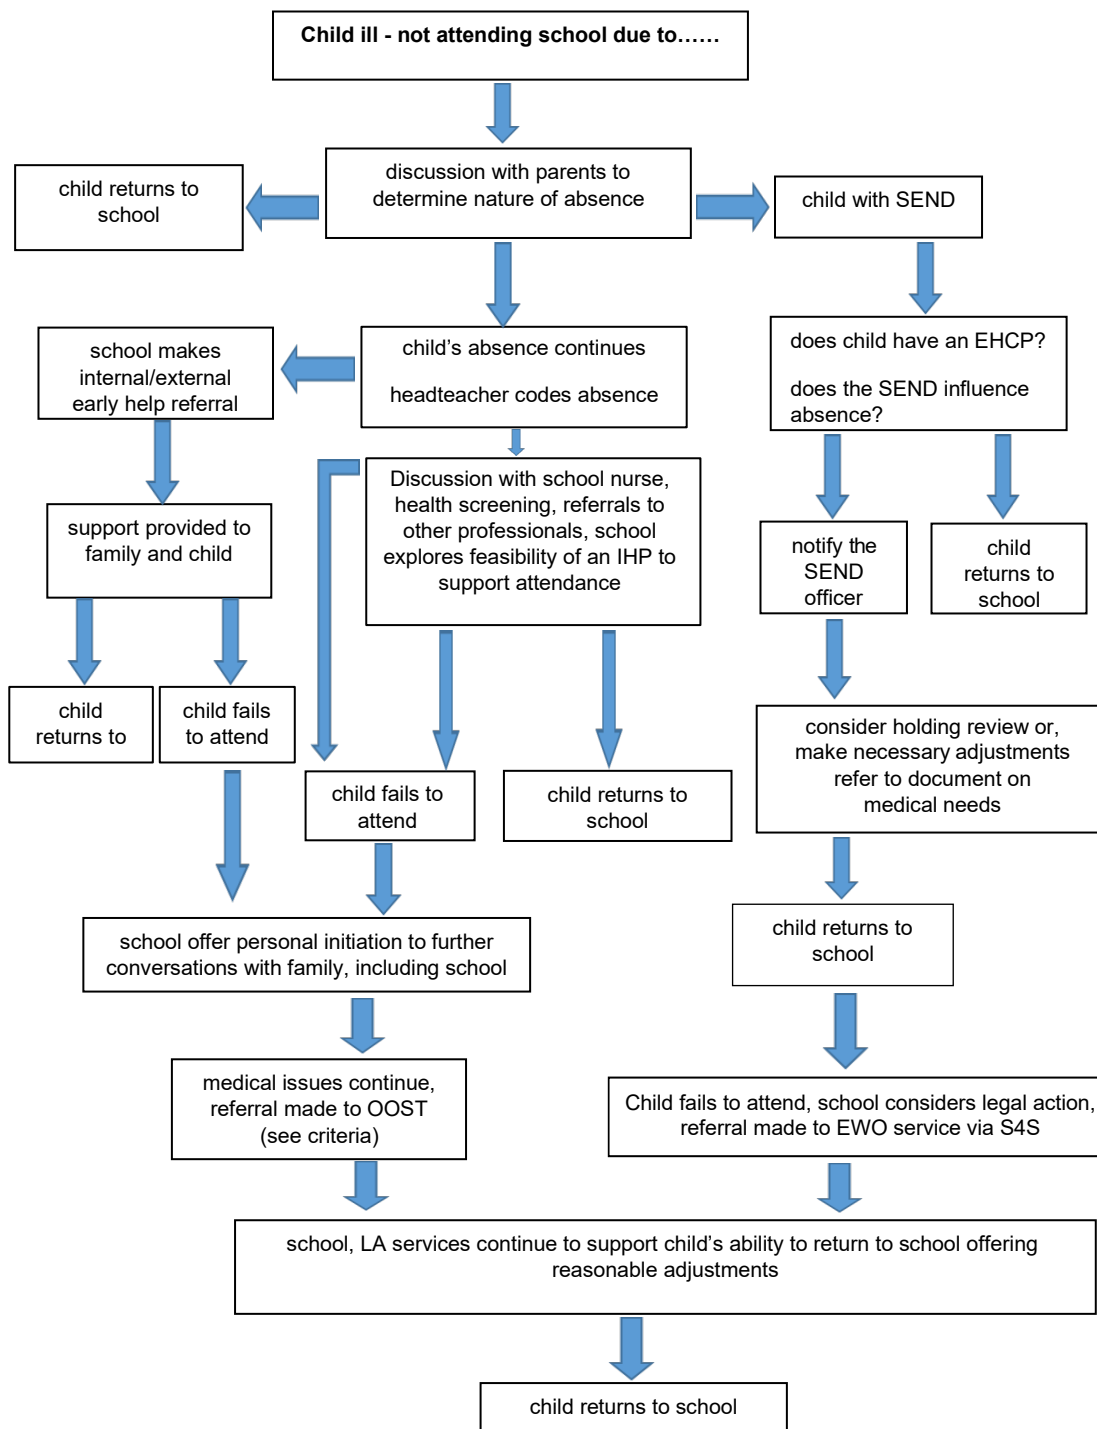 Child ill - not attending school due to……
discussion with parents to
determine nature of absence
child returns to
school
child with SEND
school makes
internal/external
early help referral
child’s absence continues
headteacher codes absence
does child have an EHCP?
does the SEND influence
absence?
support provided to
family and child
Discussion with school nurse,
health screening, referrals to
other professionals, school
explores feasibility of an IHP to
support attendance
notify the
SEND
officer
child
returns to
school
child
returns to
child fails
to attend
child fails to
attend
child returns to
school
consider holding review or,
make necessary adjustments
refer to document on
medical needs
school offer personal initiation to further
conversations with family, including school
child returns to
school
medical issues continue,
referral made to OOST
(see criteria)
Child fails to attend, school considers legal action,
referral made to EWO service via S4S
school, LA services continue to support child’s ability to return to school offering
reasonable adjustments
child returns to school